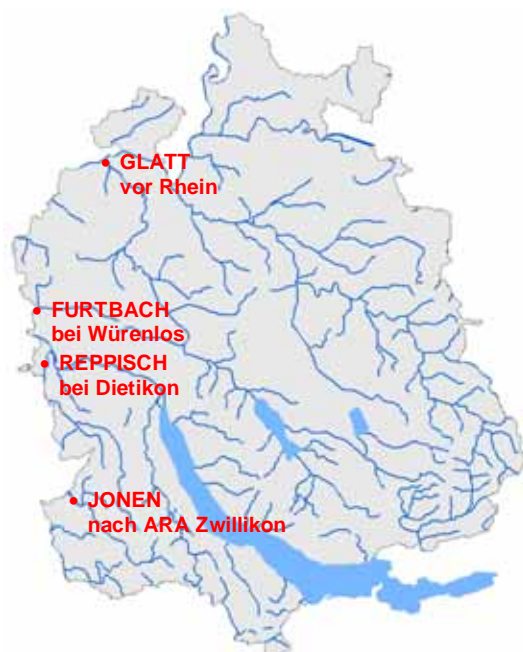 GLATT
vor Rhein
FURTBACH
bei Würenlos
REPPISCH
bei Dietikon
JONEN
nach ARA Zwillikon